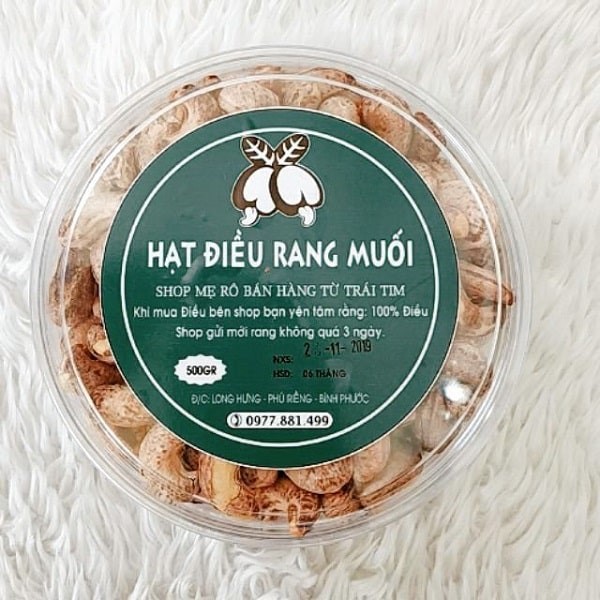 HẠT ĐIỀU RANG MUỐI
SHOP MẸ RÔ BÁN HÀNG TỪ TRÁI TIM
Khi mua Điều bên shop bạn yên tâm rằng: 100% Điều
Shop gửi mới rang không quá 3 ngày.
NXS: -11- 2019
500GR
HSD: 06 THÁNG
Đ/C: LONG HƯNG - PHÚ RIỀNG - BÌNH PHƯỚC
0977.881.499